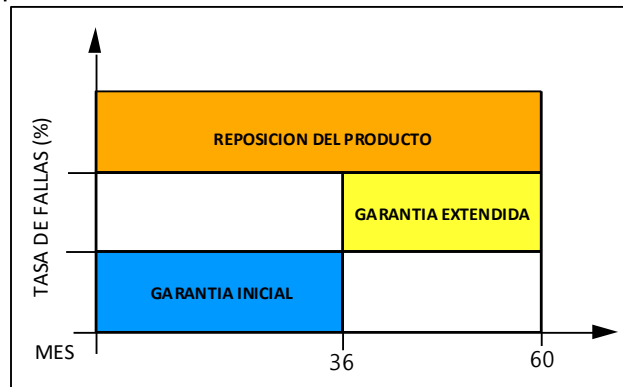 TASA DE FALLAS (%)
REPOSICION DEL PRODUCTO
GARANTIA EXTENDIDA
GARANTIA INICIAL
MES
36
60